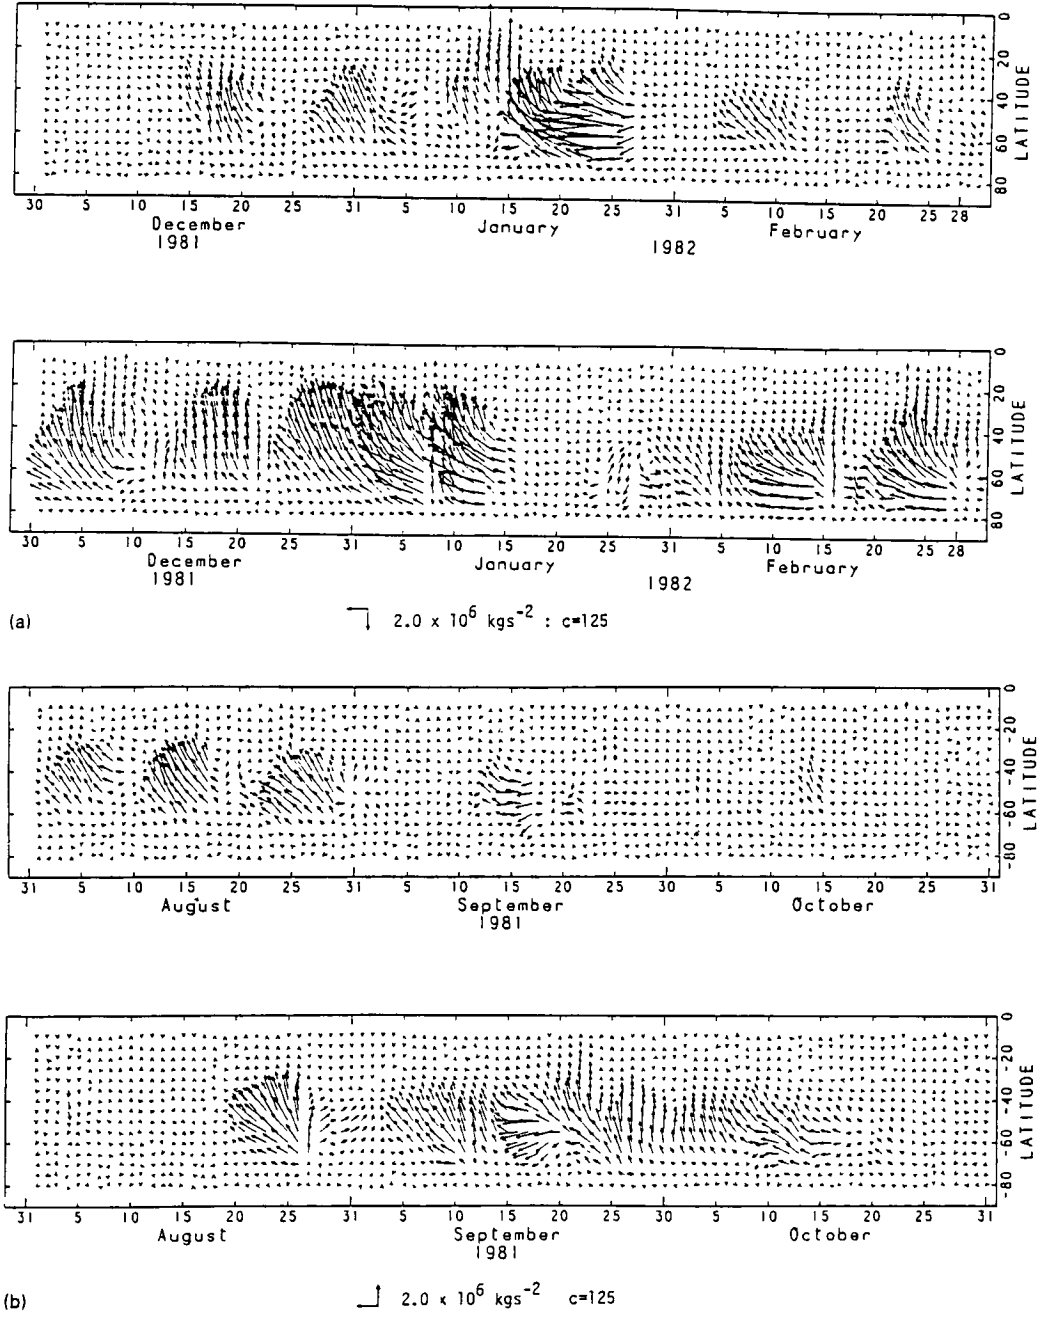 0
20
40
60
80
LATITUDE
30 5 10 15 20 25 31 5 10 15 20 25 31 5 10 15 20 25 28
December January February
1981 1982
0
20
40
60
80
LATITUDE
30 5 10 15 20 25 31 5 10 15 20 25 31 5 10 15 20 25 28
December January February
1981 1982
(a) 2.0 x 10⁶ kgs⁻² : c=125
0
-20
-40
-60
-80
LATITUDE
31 5 10 15 20 25 31 5 10 15 20 25 30 5 10 15 20 25 31
August September October
1981
0
-20
-40
-60
-80
LATITUDE
31 5 10 15 20 25 31 5 10 15 20 25 30 5 10 15 20 25 31
August September October
1981
(b) 2.0 x 10⁶ kgs⁻² c=125